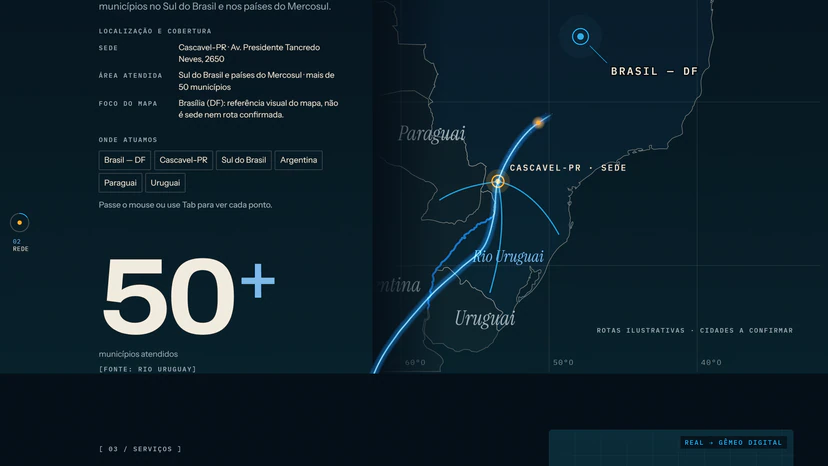 municípios no Sul do Brasil e nos países do Mercosul.
LOCALIZAÇÃO E COBERTURA
SEDE
Cascavel-PR · Av. Presidente Tancredo
Neves, 2650
ÁREA ATENDIDA
Sul do Brasil e países do Mercosul · mais de
50 municípios
FOCO DO MAPA
Brasília (DF): referência visual do mapa, não
é sede nem rota confirmada.
ONDE ATUAMOS
Brasil — DF
Cascavel-PR
Sul do Brasil
Argentina
Paraguai
Uruguai
Passe o mouse ou use Tab para ver cada ponto.
02
REDE
50+
municípios atendidos
[FONTE: RIO URUGUAY]
BRASIL — DF
Paraguai
CASCAVEL-PR · SEDE
Rio Uruguai
ntina
Uruguai
ROTAS ILUSTRATIVAS · CIDADES A CONFIRMAR
60°O
50°O
40°O
[ 03 / SERVIÇOS ]
REAL → GÊMEO DIGITAL